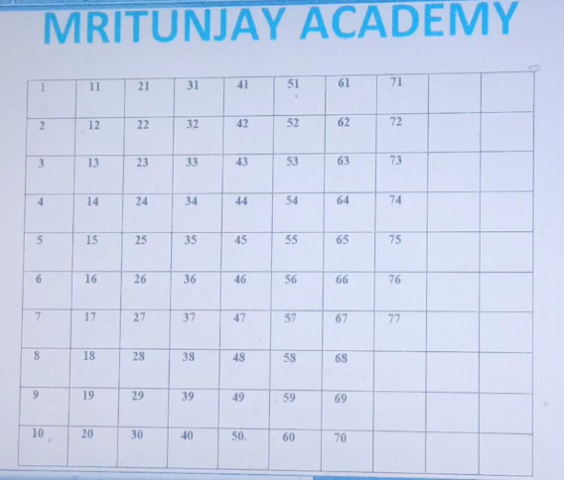 MRITUNJAY ACADEMY
1 11 21 31 41 51 61 71
2 12 22 32 42 52 62 72
3 13 23 33 43 53 63 73
4 14 24 34 44 54 64 74
5 15 25 35 45 55 65 75
6 16 26 36 46 56 66 76
7 17 27 37 47 57 67 77
8 18 28 38 48 58 68
9 19 29 39 49 59 69
10 20 30 40 50. 60 70